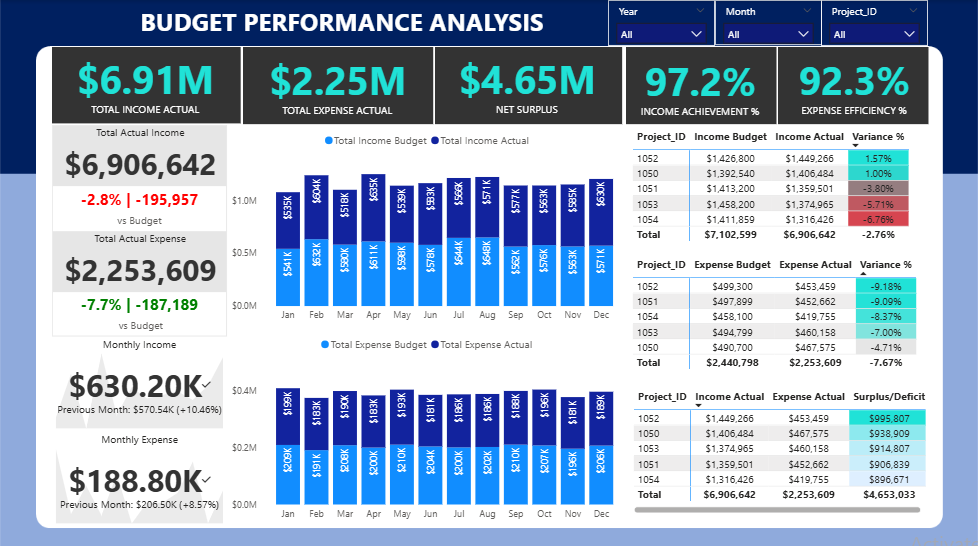 BUDGET PERFORMANCE ANALYSIS
Year
All
Month
All
Project_ID
All
$6.91M
TOTAL INCOME ACTUAL
$2.25M
TOTAL EXPENSE ACTUAL
$4.65M
NET SURPLUS
97.2%
INCOME ACHIEVEMENT %
92.3%
EXPENSE EFFICIENCY %
Total Actual Income
$6,906,642
-2.8% | -195,957
vs Budget
Total Actual Expense
$2,253,609
-7.7% | -187,189
vs Budget
Monthly Income
$630.20K
Previous Month: $570.54K (+10.46%)
Monthly Expense
$188.80K
Previous Month: $206.50K (+8.57%)
Total Income Budget Total Income Actual
$1.0M
$0.5M
$0.0M
$535K $604K $518K $635K $539K $566K $571K $577K $563K $585K $630K
$541K $632K $611K $598K $578K $644K $648K $562K $576K $563K $571K
Jan Feb Mar Apr May Jun Jul Aug Sep Oct Nov Dec
Total Expense Budget Total Expense Actual
$0.4M
$0.2M
$0.0M
$199K $183K $190K $183K $193K $181K $186K $186K $188K $196K $181K $189K
$209K $191K $208K $200K $210K $204K $200K $202K $210K $207K $196K $206K
Jan Feb Mar Apr May Jun Jul Aug Sep Oct Nov Dec
Project_ID Income Budget Income Actual Variance %
1052 $1,426,800 $1,449,266 1.57%
1050 $1,392,540 $1,406,484 1.00%
1051 $1,413,200 $1,359,501 -3.80%
1053 $1,458,200 $1,374,965 -5.71%
1054 $1,411,859 $1,316,426 -6.76%
Total $7,102,599 $6,906,642 -2.76%
Project_ID Expense Budget Expense Actual Variance %
1052 $499,300 $453,459 -9.18%
1051 $497,899 $452,662 -9.09%
1054 $458,100 $419,755 -8.37%
1053 $494,799 $460,158 -7.00%
1050 $490,700 $467,575 -4.71%
Total $2,440,798 $2,253,609 -7.67%
Project_ID Income Actual Expense Actual Surplus/Deficit
1052 $1,449,266 $453,459 $995,807
1050 $1,406,484 $467,575 $938,909
1053 $1,374,965 $460,158 $914,807
1051 $1,359,501 $452,662 $906,839
1054 $1,316,426 $419,755 $896,671
Total $6,906,642 $2,253,609 $4,653,033